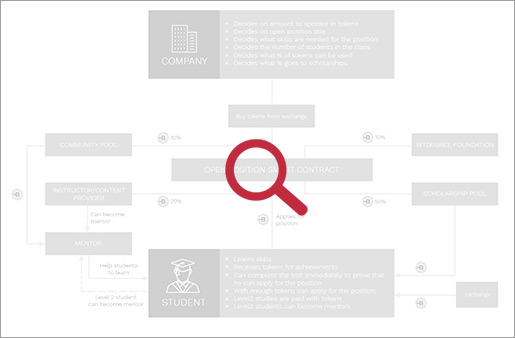 COMPANY
• Decides on amount to sponsor in tokens
• Decides on open position title
• Decides what skills are needed for the position
• Decides the number of students in the class
• Decides what % of tokens can be used
• Decides what % goes to scholarships
Buy tokens from exchange
COMMUNITY POOL
10%
10%
BITDEGREE FOUNDATION
OPEN POSITION SMART CONTRACT
INSTRUCTOR/CONTENT
PROVIDER
20%
50%
SCHOLARSHIP POOL
Can become
mentor
Applies to
position
MENTOR
Help students
to learn
Level 2 student
can become mentor
STUDENT
• Learns skills
• Receives tokens for achievements
• Can complete the test immediately to prove that
he can apply for the position
• With enough tokens can apply for the position
• Level2 studies are paid with tokens
• Level2 students can become mentors
Exchange